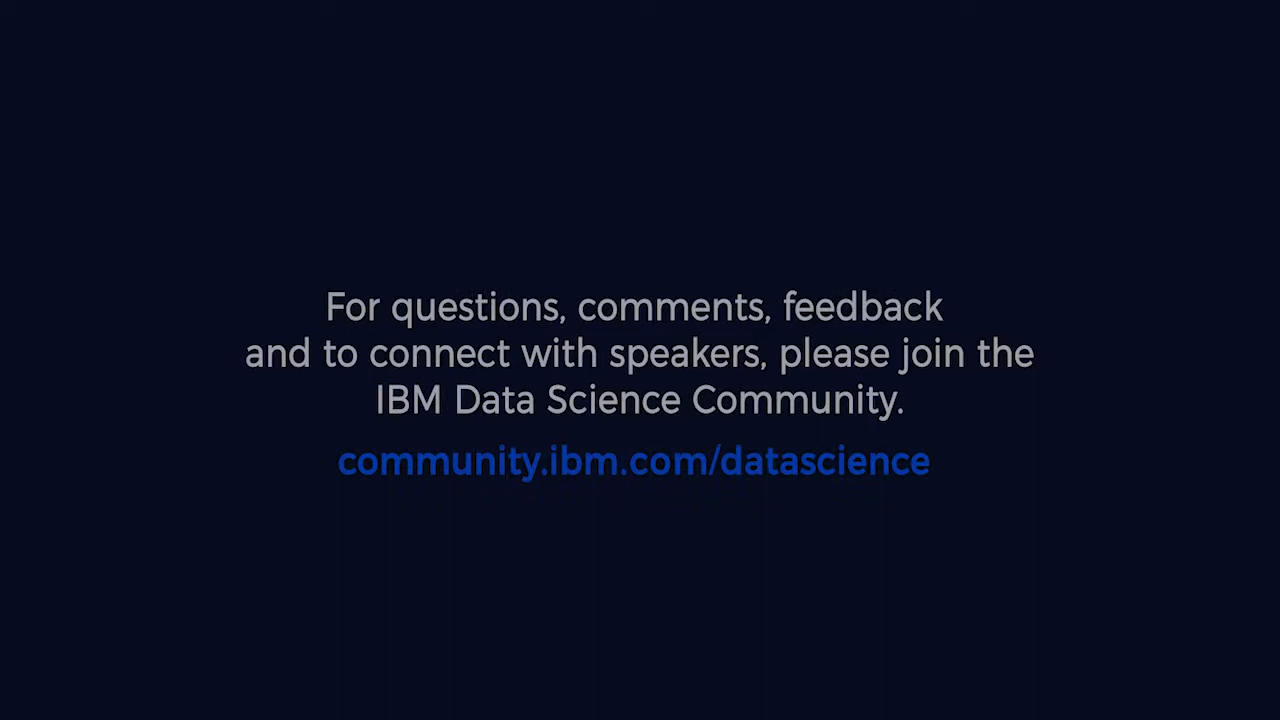 For questions, comments, feedback
and to connect with speakers, please join the
IBM Data Science Community.
community.ibm.com/datascience